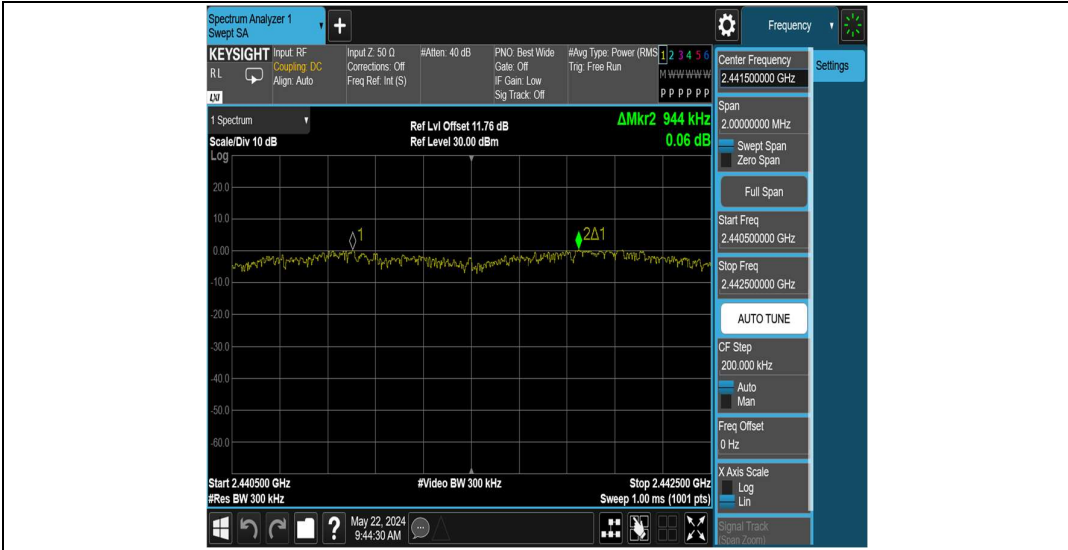 Spectrum Analyzer 1
Swept SA
+
Frequency
KEYSIGHT
RL
LXI
Input: RF
Coupling: DC
Align: Auto
Input Z: 50 Ω
Corrections: Off
Freq Ref: Int (S)
#Atten: 40 dB
PNO: Best Wide
Gate: Off
IF Gain: Low
Sig Track: Off
#Avg Type: Power (RMS
Trig: Free Run
1 2 3 4 5 6
M W W W W W
P P P P P P
1 Spectrum
Scale/Div 10 dB
Log
Ref Lvl Offset 11.76 dB
Ref Level 30.00 dBm
ΔMkr2 944 kHz
0.06 dB
20.0
10.0
0.00
-10.0
-20.0
-30.0
-40.0
-50.0
-60.0
1
2Δ1
Start 2.440500 GHz
#Res BW 300 kHz
#Video BW 300 kHz
Stop 2.442500 GHz
Sweep 1.00 ms (1001 pts)
?
May 22, 2024
9:44:30 AM
Center Frequency
2.441500000 GHz
Settings
Span
2.00000000 MHz
Swept Span
Zero Span
Full Span
Start Freq
2.440500000 GHz
Stop Freq
2.442500000 GHz
AUTO TUNE
CF Step
200.000 kHz
Auto
Man
Freq Offset
0 Hz
X Axis Scale
Log
Lin
Signal Track
(Span Zoom)